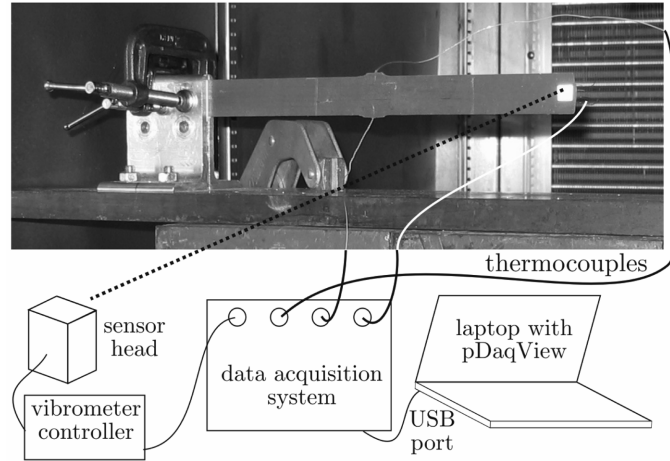 thermocouples
sensor
head
laptop with
pDaqView
data acquisition
system
vibrometer
controller
USB
port